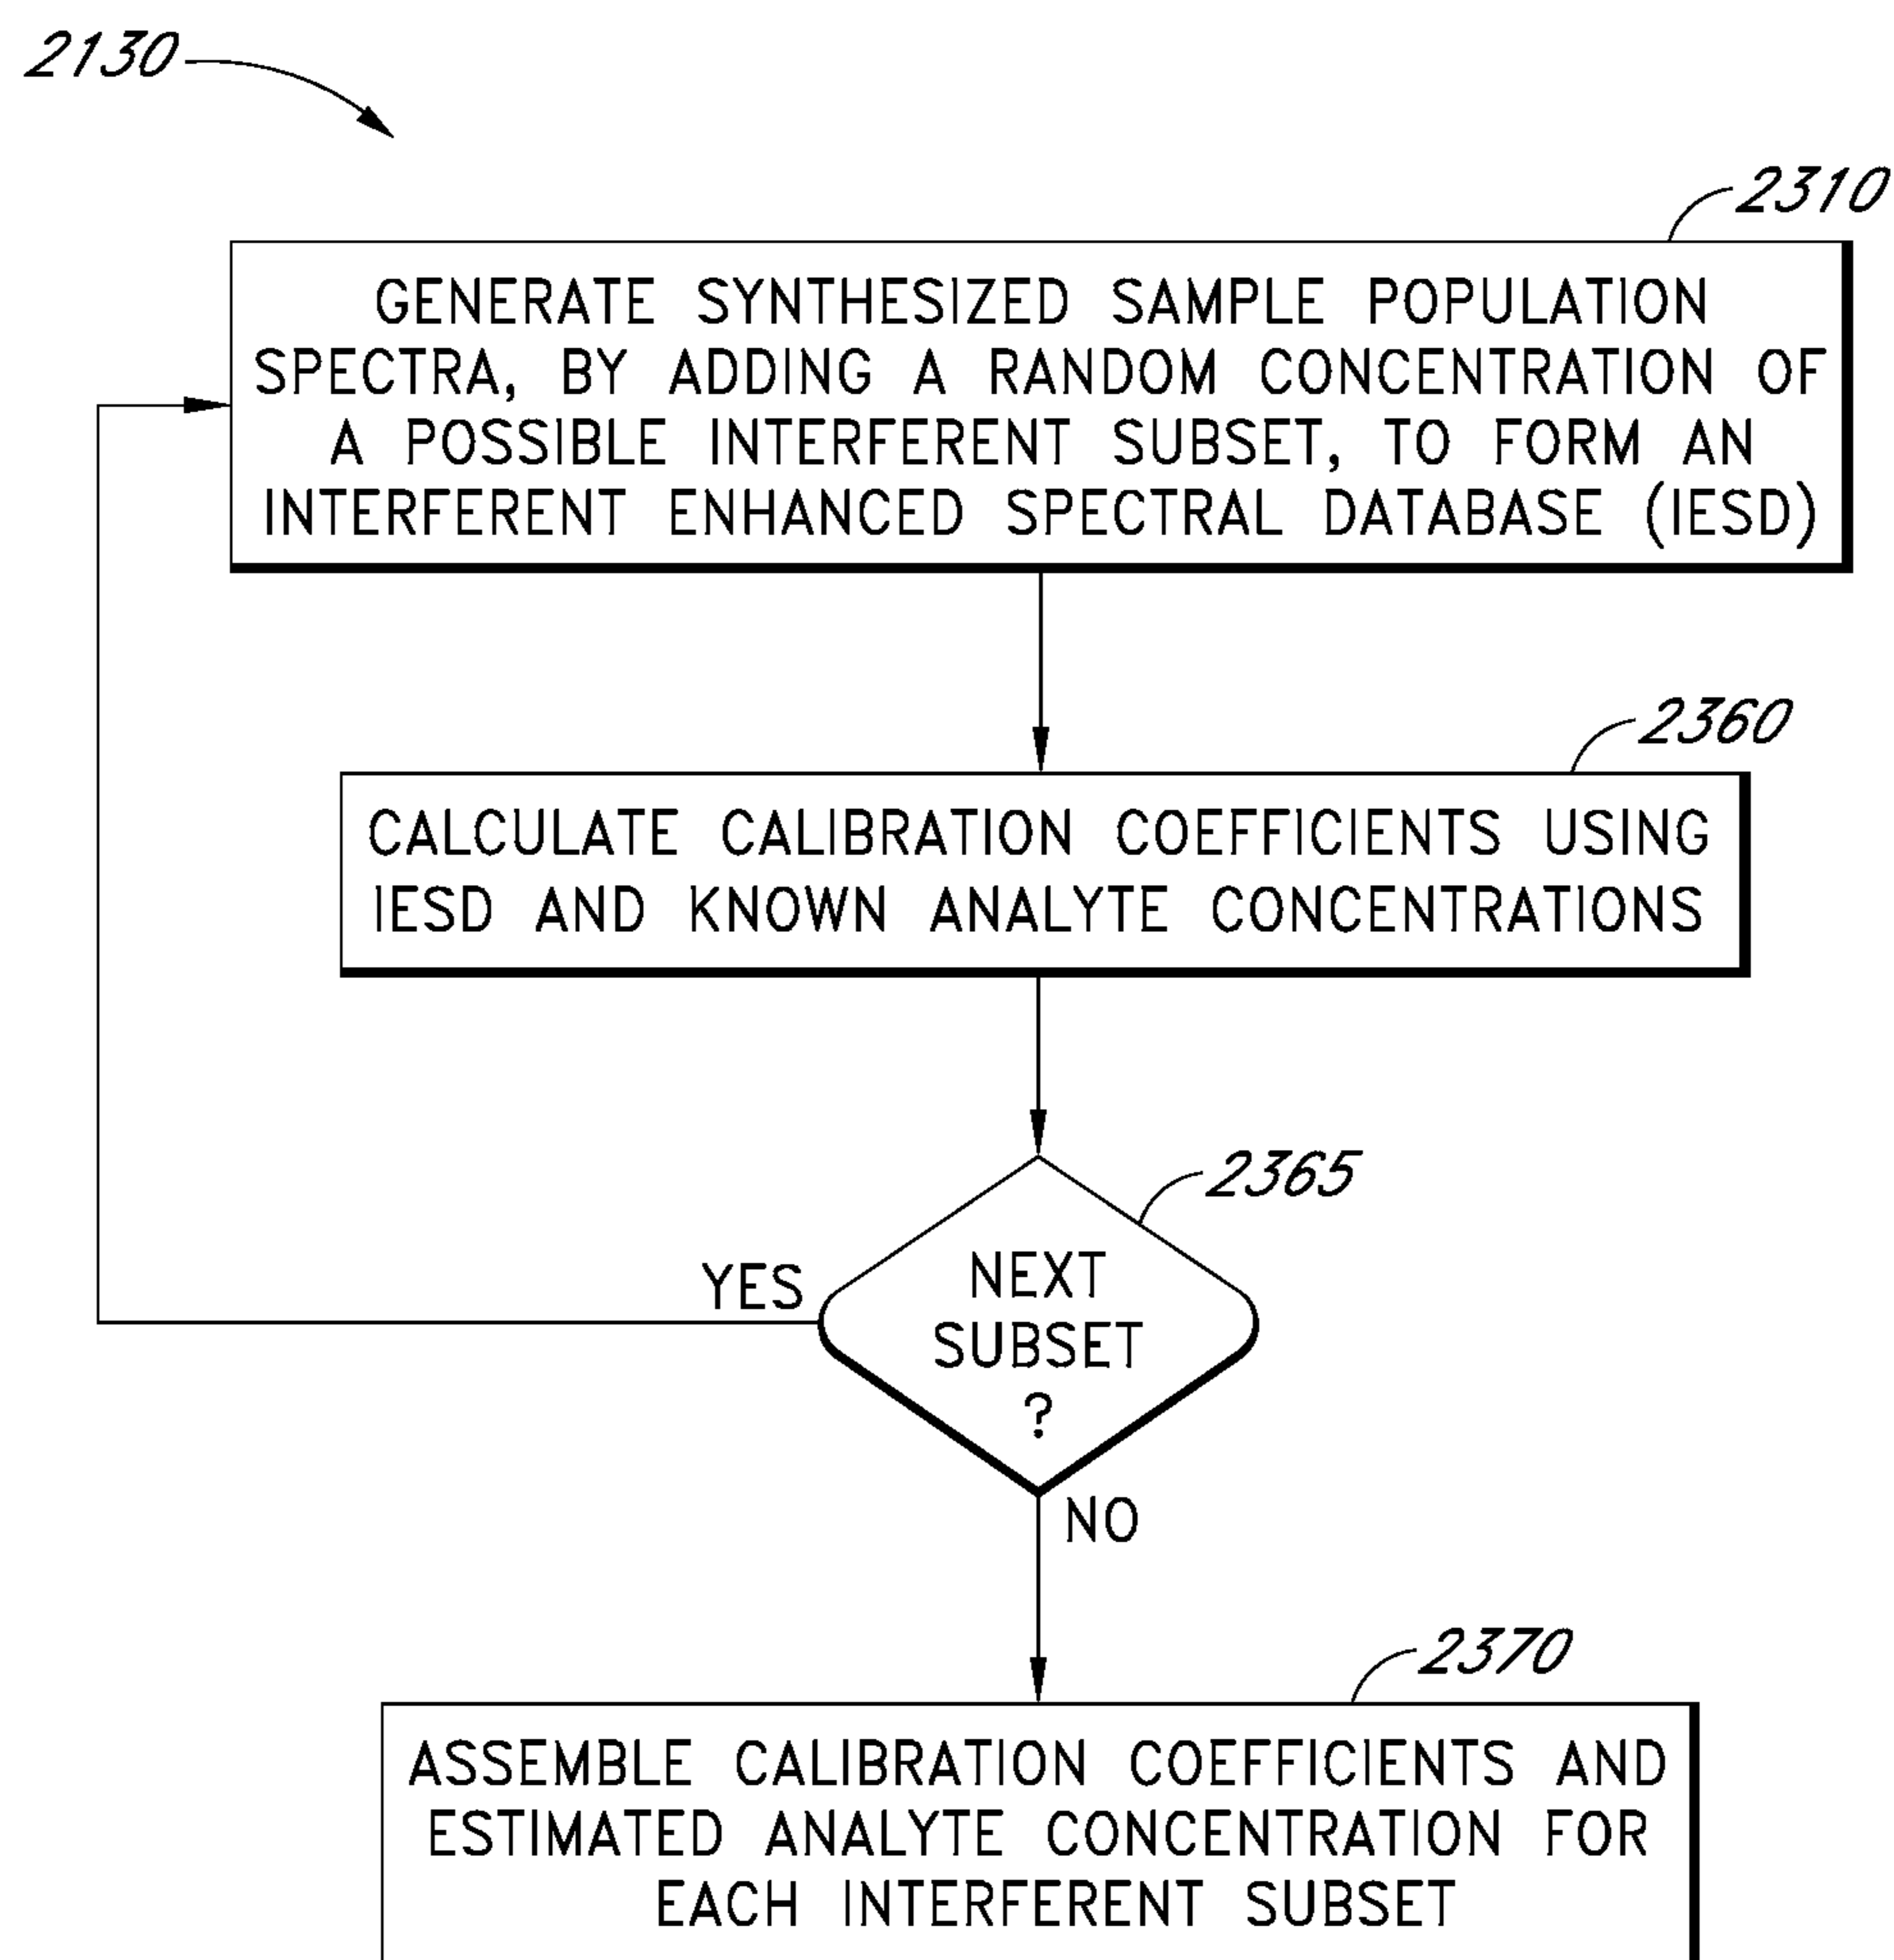 2130
2310
GENERATE SYNTHESIZED SAMPLE POPULATION
SPECTRA, BY ADDING A RANDOM CONCENTRATION OF
A POSSIBLE INTERFERENT SUBSET, TO FORM AN
INTERFERENT ENHANCED SPECTRAL DATABASE (IESD)
2360
CALCULATE CALIBRATION COEFFICIENTS USING
IESD AND KNOWN ANALYTE CONCENTRATIONS
2365
YES
NEXT
SUBSET
?
NO
2370
ASSEMBLE CALIBRATION COEFFICIENTS AND
ESTIMATED ANALYTE CONCENTRATION FOR
EACH INTERFERENT SUBSET